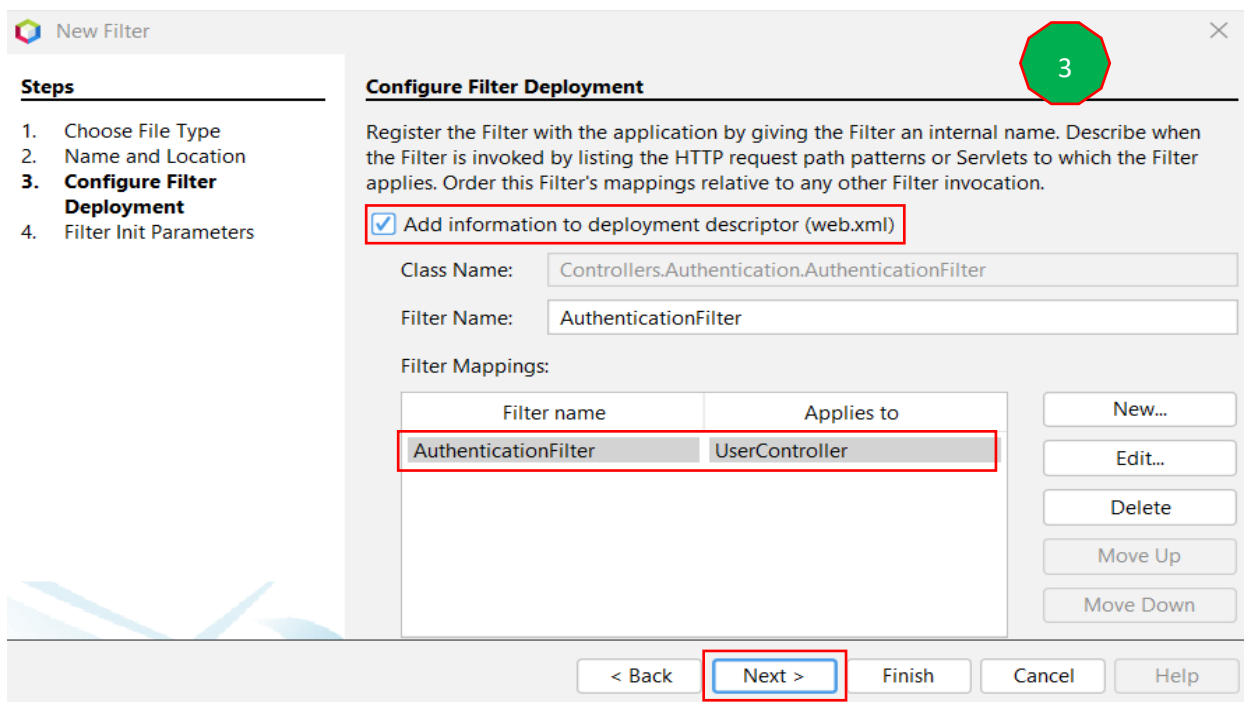 New Filter
3
Steps
1. Choose File Type
2. Name and Location
3. Configure Filter
Deployment
4. Filter Init Parameters
Configure Filter Deployment
Register the Filter with the application by giving the Filter an internal name. Describe when
the Filter is invoked by listing the HTTP request path patterns or Servlets to which the Filter
applies. Order this Filter's mappings relative to any other Filter invocation.
Add information to deployment descriptor (web.xml)
Class Name: Controllers.Authentication.AuthenticationFilter
Filter Name: AuthenticationFilter
Filter Mappings:
Filter name Applies to
AuthenticationFilter UserController
New...
Edit...
Delete
Move Up
Move Down
< Back Next > Finish Cancel Help